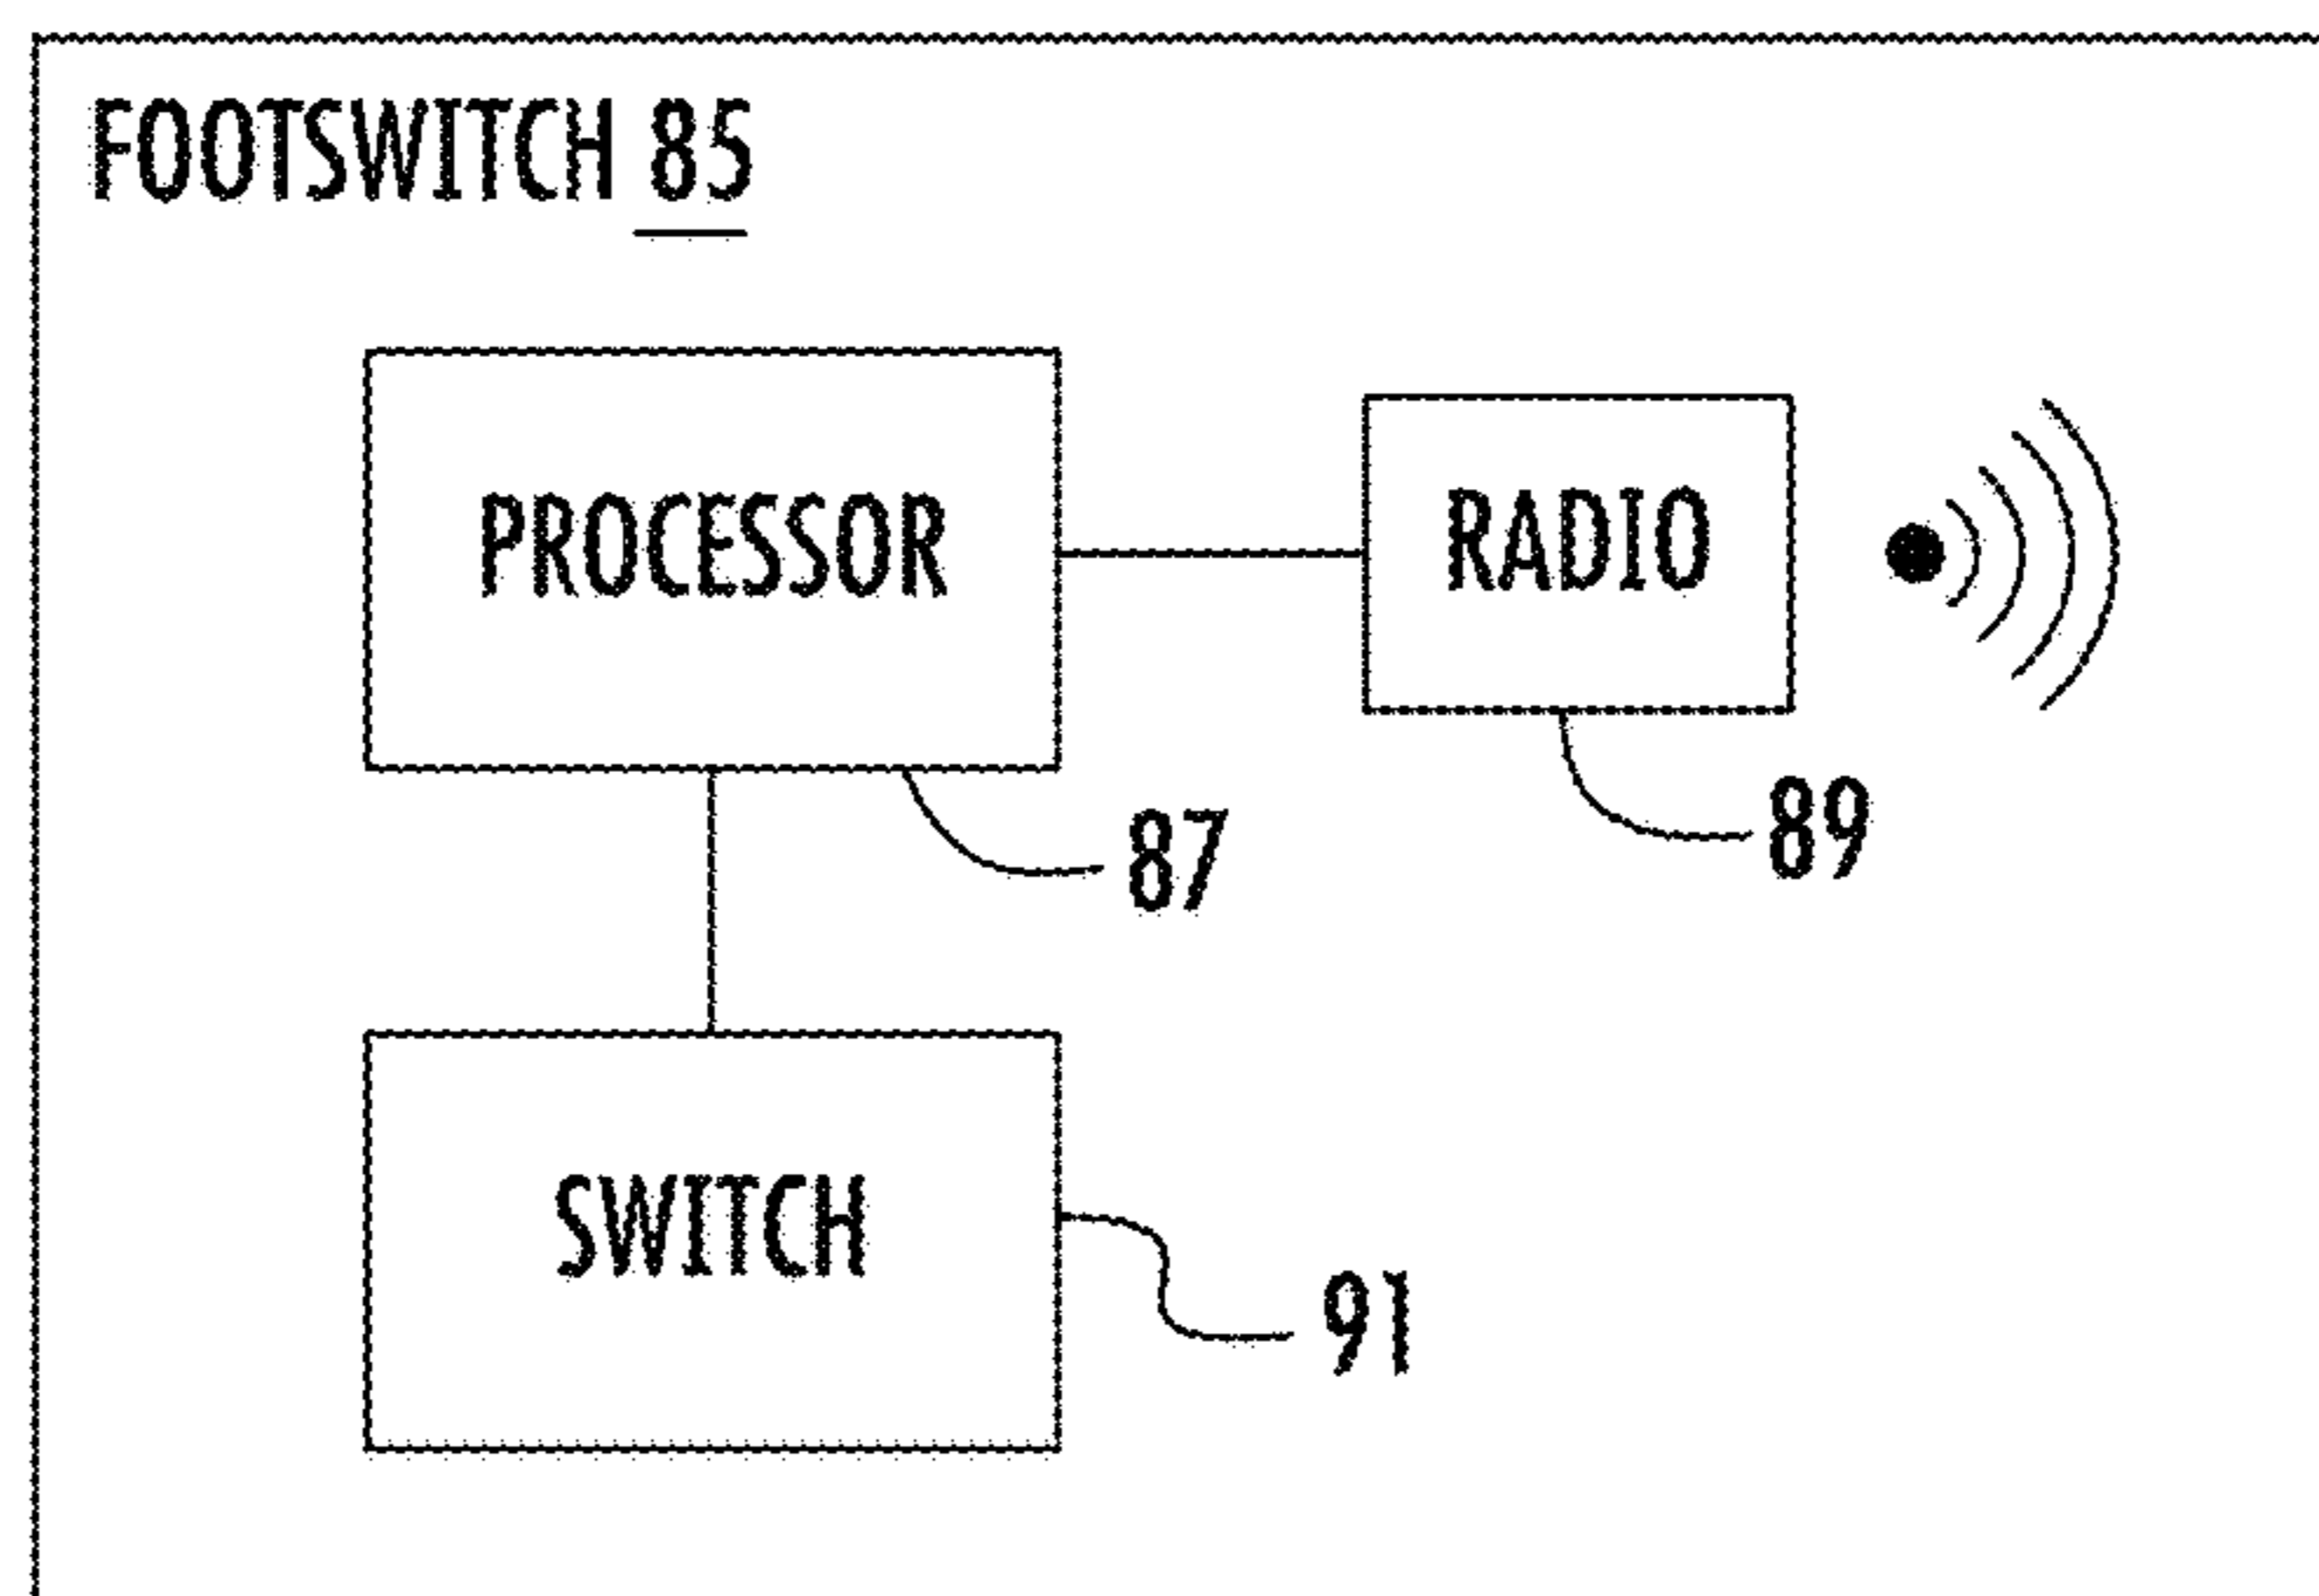 FOOTSWITCH 85
PROCESSOR
RADIO
87
89
SWITCH
91